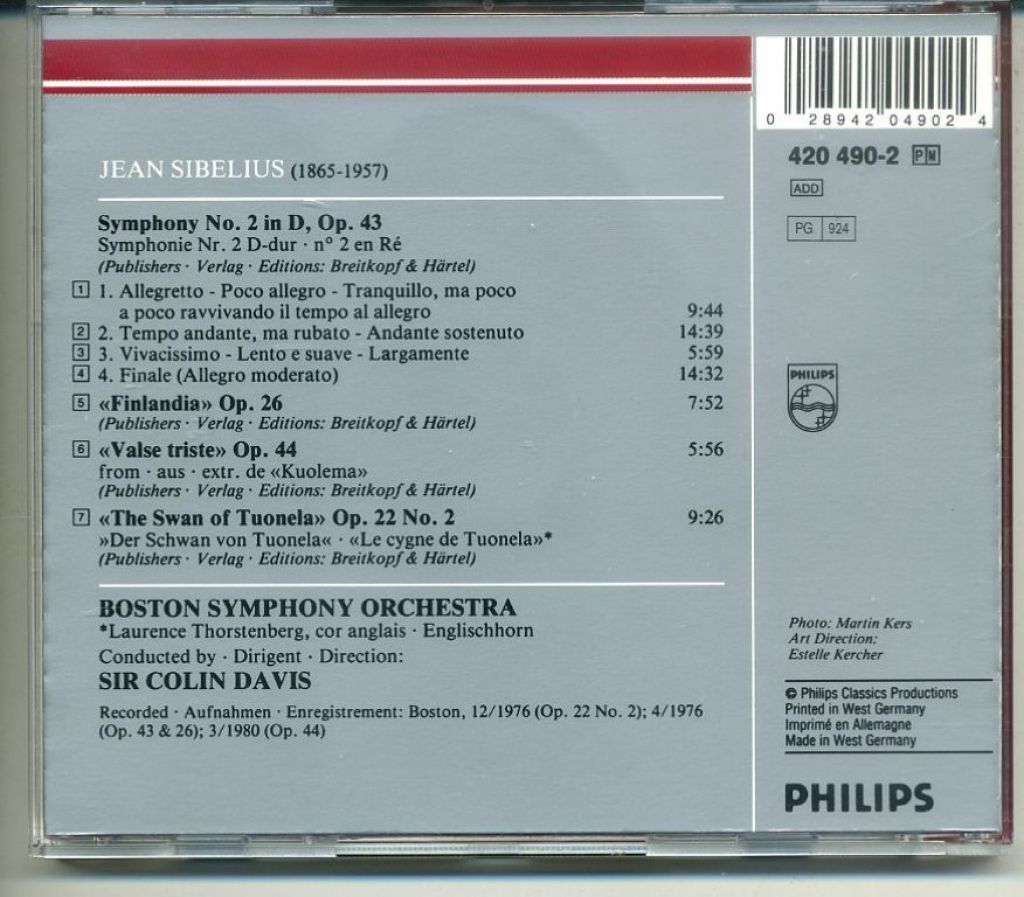 0 28942 04902 4
420 490-2 PM
ADD
PG 924
JEAN SIBELIUS (1865-1957)
Symphony No. 2 in D, Op. 43
Symphonie Nr. 2 D-dur · n° 2 en Ré
(Publishers · Verlag · Editions: Breitkopf & Härtel)
1 1. Allegretto - Poco allegro - Tranquillo, ma poco
a poco ravvivando il tempo al allegro 9:44
2 2. Tempo andante, ma rubato - Andante sostenuto 14:39
3 3. Vivacissimo - Lento e suave - Largamente 5:59
4 4. Finale (Allegro moderato) 14:32
5 «Finlandia» Op. 26 7:52
(Publishers · Verlag · Editions: Breitkopf & Härtel)
6 «Valse triste» Op. 44 5:56
from · aus · extr. de «Kuolema»
(Publishers · Verlag · Editions: Breitkopf & Härtel)
7 «The Swan of Tuonela» Op. 22 No. 2 9:26
»Der Schwan von Tuonela« · «Le cygne de Tuonela»*
(Publishers · Verlag · Editions: Breitkopf & Härtel)
BOSTON SYMPHONY ORCHESTRA
*Laurence Thorstenberg, cor anglais · Englischhorn
Conducted by · Dirigent · Direction:
SIR COLIN DAVIS
Recorded · Aufnahmen · Enregistrement: Boston, 12/1976 (Op. 22 No. 2); 4/1976
(Op. 43 & 26); 3/1980 (Op. 44)
PHILIPS
Photo: Martin Kers
Art Direction:
Estelle Kercher
℗ Philips Classics Productions
Printed in West Germany
Imprimé en Allemagne
Made in West Germany
PHILIPS